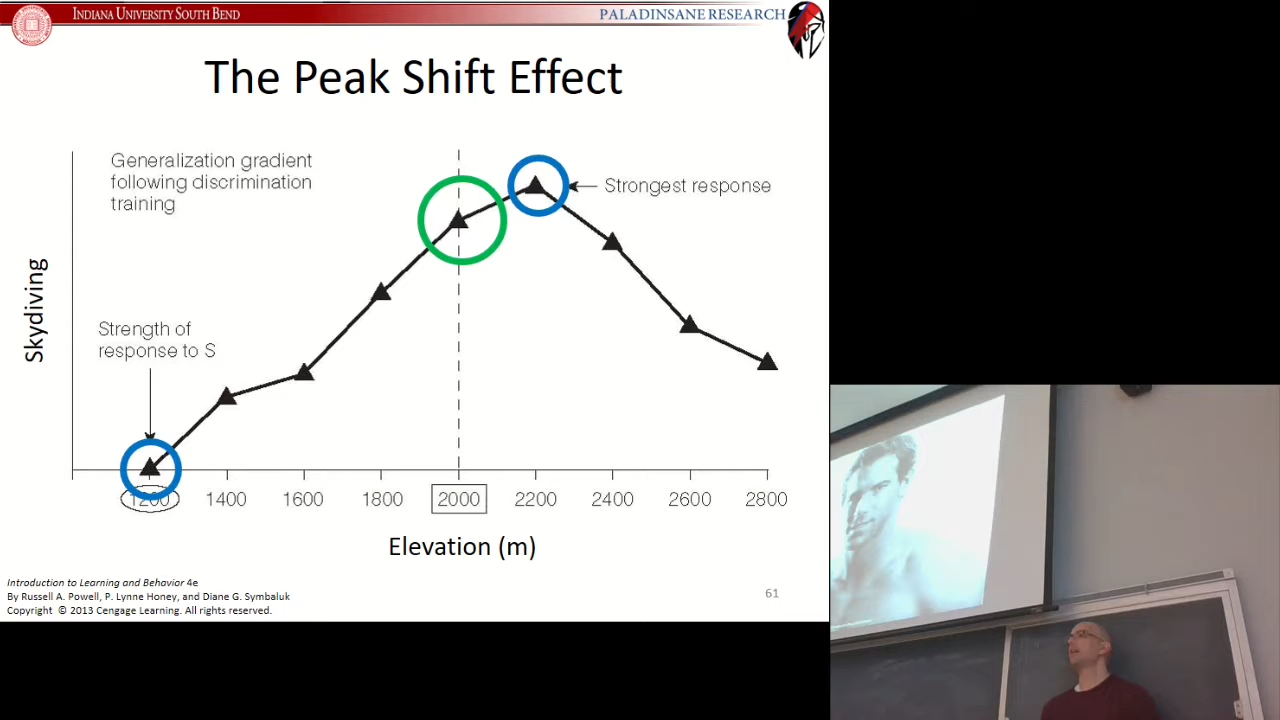 INDIANA UNIVERSITY SOUTH BEND
PALADINSANE RESEARCH
The Peak Shift Effect
Generalization gradient
following discrimination
training
Strongest response
Skydiving
Strength of
response to S
1200 1400 1600 1800 2000 2200 2400 2600 2800
Elevation (m)
Introduction to Learning and Behavior 4e
By Russell A. Powell, P. Lynne Honey, and Diane G. Symbaluk
Copyright © 2013 Cengage Learning. All rights reserved.
61